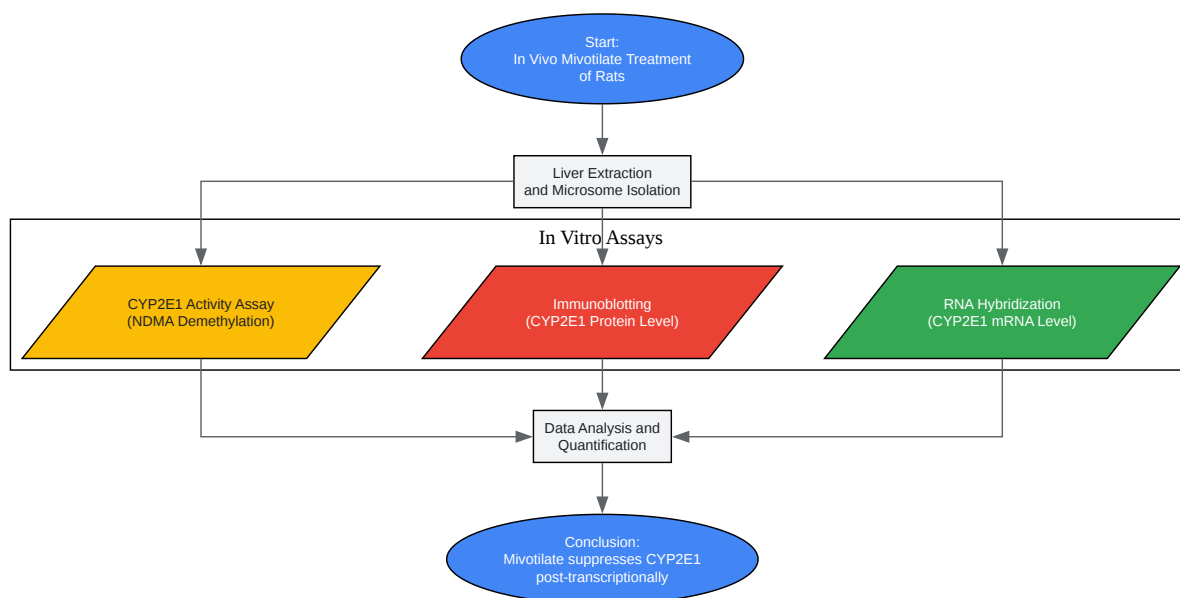 Start:
In Vivo Mivotilate Treatment
of Rats
Liver Extraction
and Microsome Isolation
In Vitro Assays
CYP2E1 Activity Assay
(NDMA Demethylation)
Immunoblotting
(CYP2E1 Protein Level)
RNA Hybridization
(CYP2E1 mRNA Level)
Data Analysis and
Quantification
Conclusion:
Mivotilate suppresses CYP2E1
post-transcriptionally